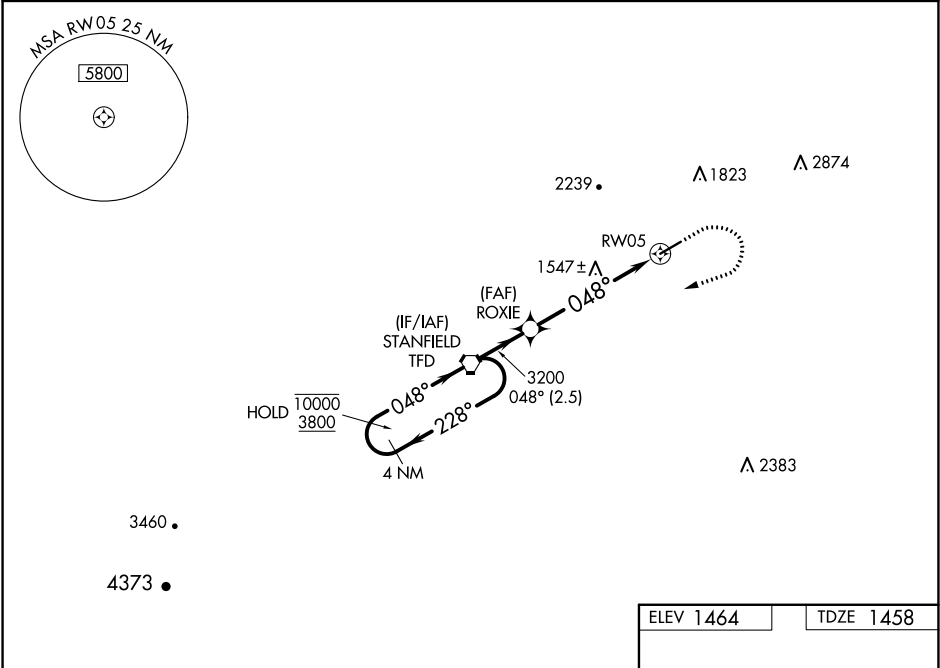 MSA RW05 25 NM
5800
2239
1823
2874
RW05
1547±
048°
(FAF)
ROXIE
(IF/IAF)
STANFIELD
TFD
3200
048° (2.5)
HOLD
10000
3800
048°
228°
4 NM
2383
3460
4373
ELEV 1464
TDZE 1458